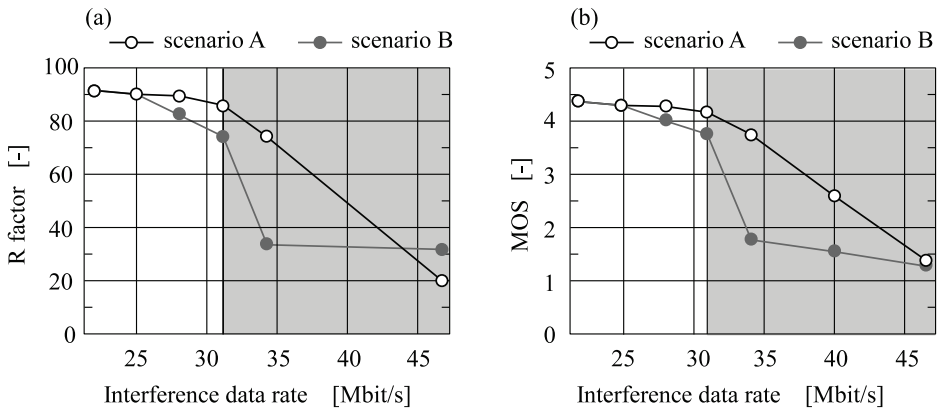 (a)
scenario A scenario B
100
80
60
40
20
0
R factor [-]
25 30 35 40 45
Interference data rate [Mbit/s]
(b)
scenario A scenario B
5
4
3
2
1
0
MOS [-]
25 30 35 40 45
Interference data rate [Mbit/s]